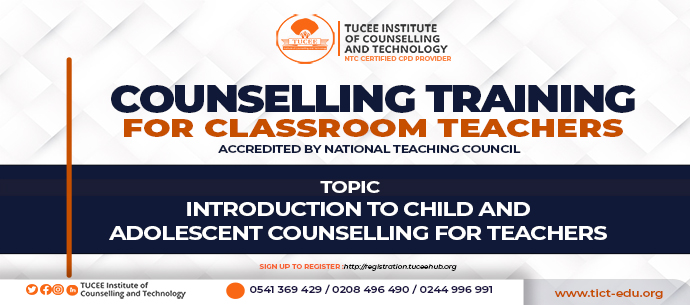 TUCEE
TUCEE INSTITUTE
OF COUNSELLING
AND TECHNOLOGY
NTC CERTIFIED CPD PROVIDER
COUNSELLING TRAINING
FOR CLASSROOM TEACHERS
ACCREDITED BY NATIONAL TEACHING COUNCIL
TOPIC
INTRODUCTION TO CHILD AND
ADOLESCENT COUNSELLING FOR TEACHERS
SIGN UP TO REGISTER :http://registration.tuceehub.org
TUCEE Institute of
Counselling and Technology
0541 369 429 / 0208 496 490 / 0244 996 991
www.tict-edu.org